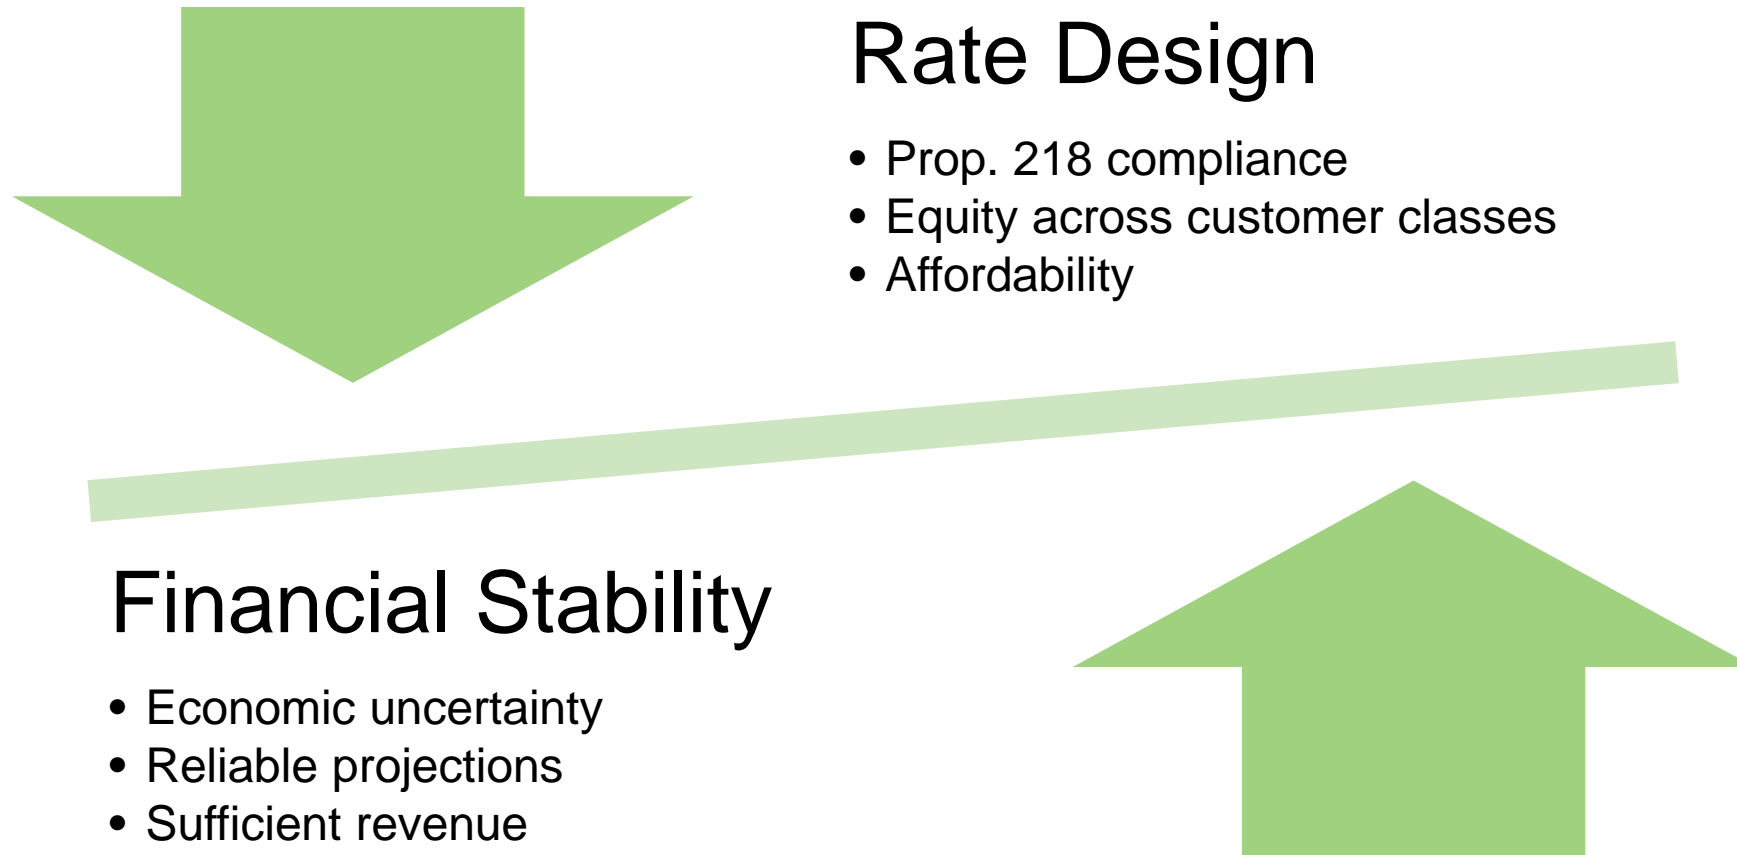 Rate Design
• Prop. 218 compliance
• Equity across customer classes
• Affordability
Financial Stability
• Economic uncertainty
• Reliable projections
• Sufficient revenue